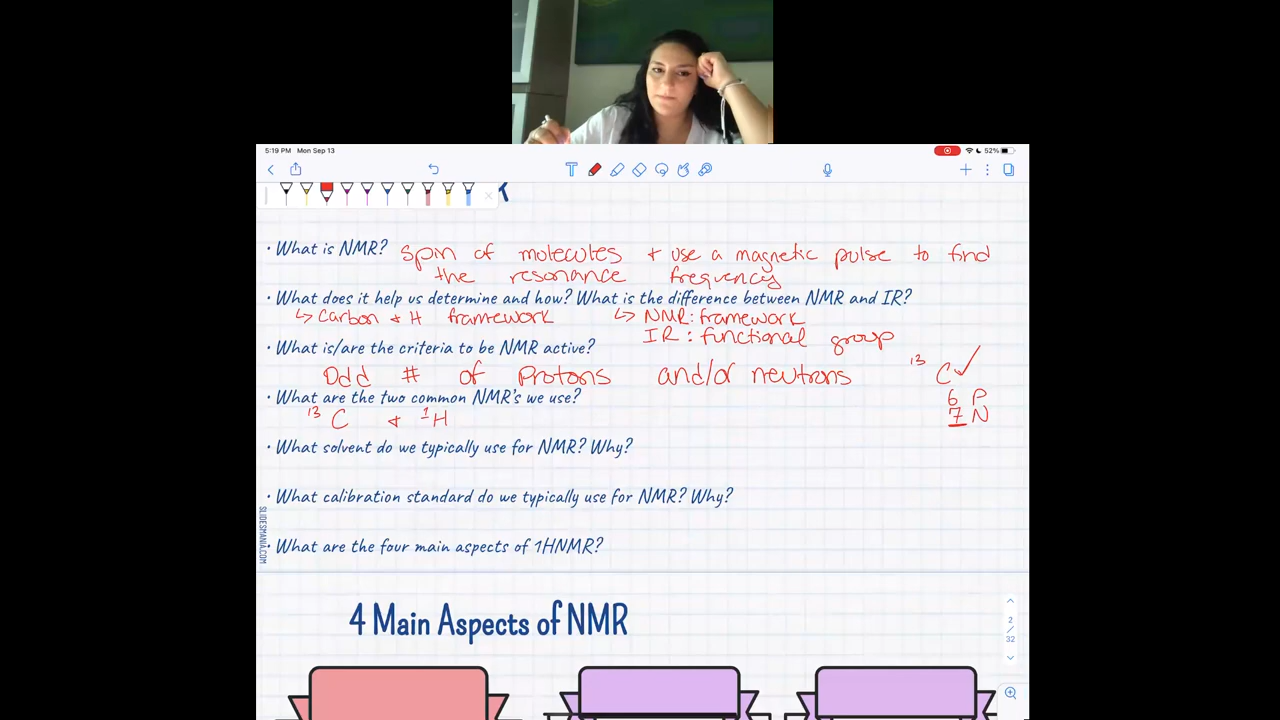 5:19 PM Mon Sep 13
52%
T
• What is NMR? spin of molecules + use a magnetic pulse to find
the resonance frequency
• What does it help us determine and how? What is the difference between NMR and IR?
↳ Carbon + H framework ↳ NMR: framework
IR: functional group
• What is/are the criteria to be NMR active?
Odd # of Protons and/or neutrons ¹³C ✓
6 P
7 N
• What are the two common NMR's we use?
¹³C + ¹H
• What solvent do we typically use for NMR? Why?
• What calibration standard do we typically use for NMR? Why?
SLIDESMANIA.COM
• What are the four main aspects of 1HNMR?
4 Main Aspects of NMR
2
/
32